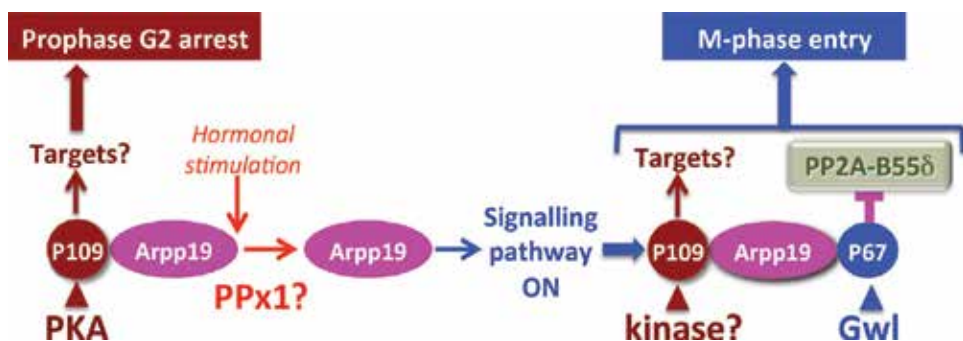 Prophase G2 arrest
M-phase entry
Hormonal
stimulation
Targets?
Targets?
PP2A-B55δ
P109
Arpp19
Arpp19
Signalling
pathway
ON
P109
Arpp19
P67
PPx1?
PKA
kinase?
Gwl